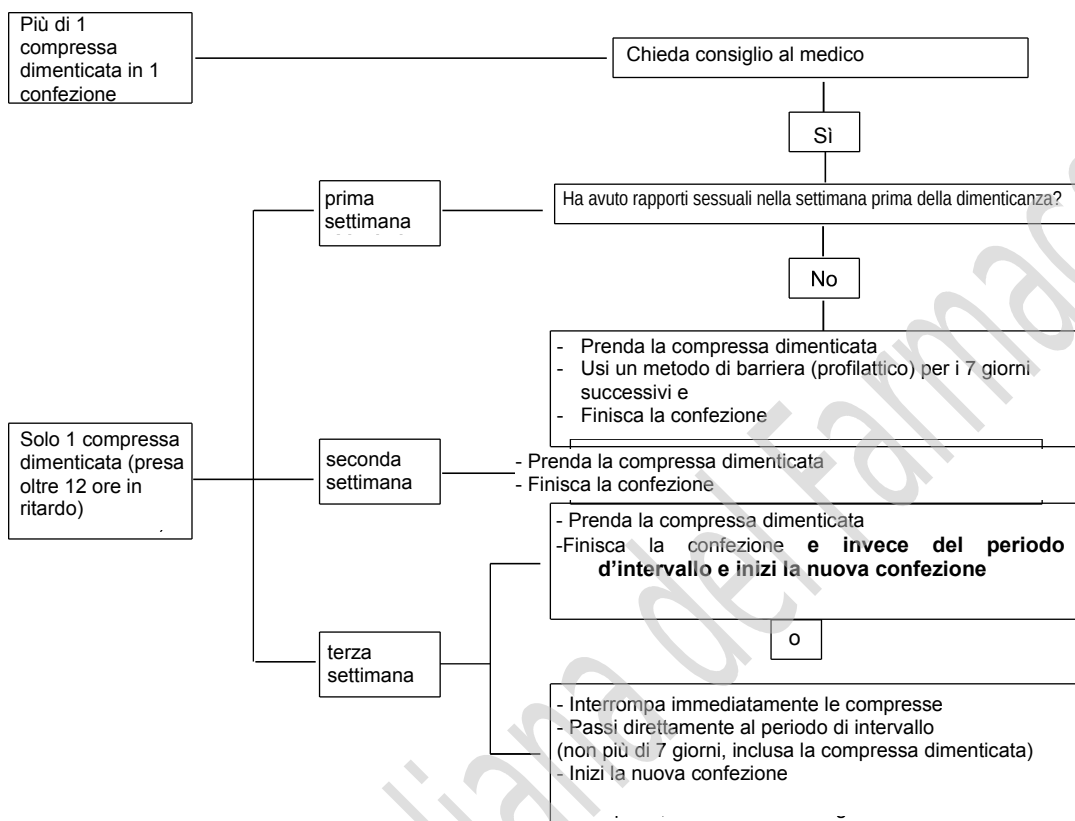 Più di 1
compressa
dimenticata in 1
confezione
Chieda consiglio al medico
Sì
prima
settimana
Ha avuto rapporti sessuali nella settimana prima della dimenticanza?
No
- Prenda la compressa dimenticata
- Usi un metodo di barriera (profilattico) per i 7 giorni
successivi e
- Finisca la confezione
Solo 1 compressa
dimenticata (presa
oltre 12 ore in
ritardo)
seconda
settimana
- Prenda la compressa dimenticata
- Finisca la confezione
- Prenda la compressa dimenticata
-Finisca la confezione e invece del periodo
d'intervallo e inizi la nuova confezione
o
terza
settimana
- Interrompa immediatamente le compresse
- Passi direttamente al periodo di intervallo
(non più di 7 giorni, inclusa la compressa dimenticata)
- Inizi la nuova confezione
liana del Farmaco